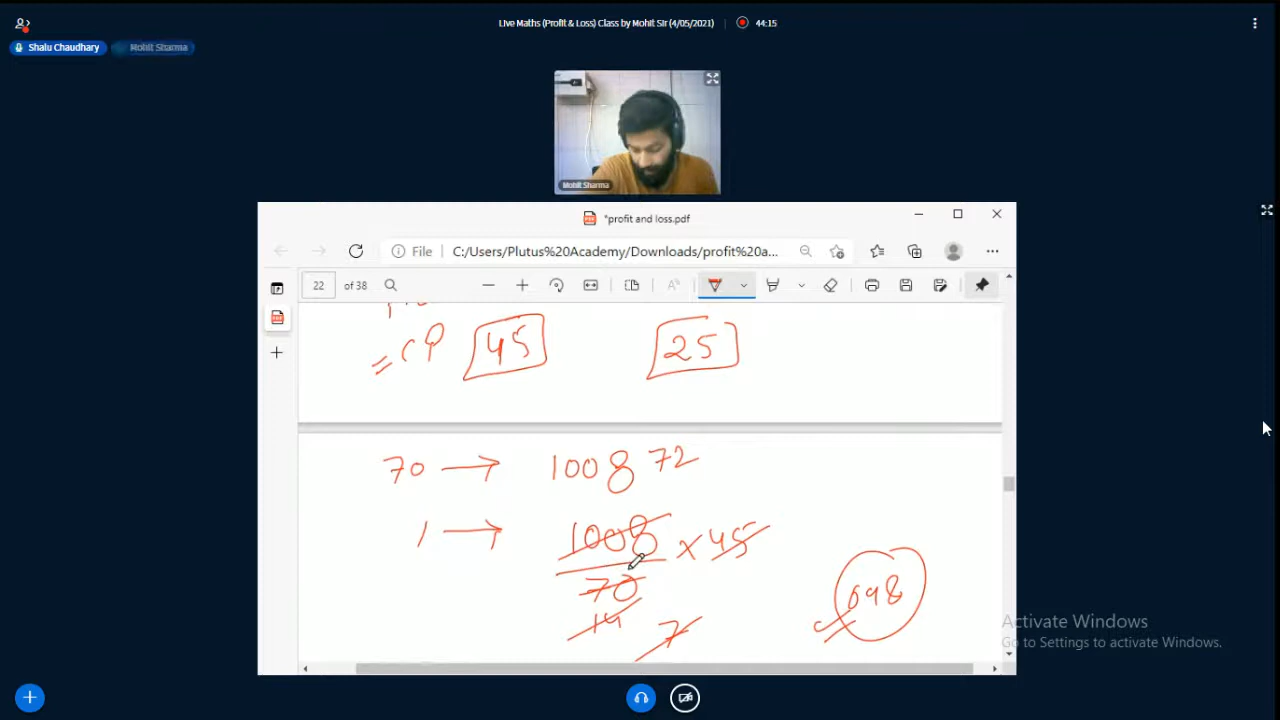 Live Maths (Profit & Loss) Class by Mohit Sir (4/05/2021) 44:15
Shalu Chaudhary Mohit Sharma
Mohit Sharma
*profit and loss.pdf
File C:/Users/Plutus%20Academy/Downloads/profit%20a...
22 of 38
= CP 45 25
70 → 100872
1 → 1008 × 45
70
14 7
698
Activate Windows
Go to Settings to activate Windows.